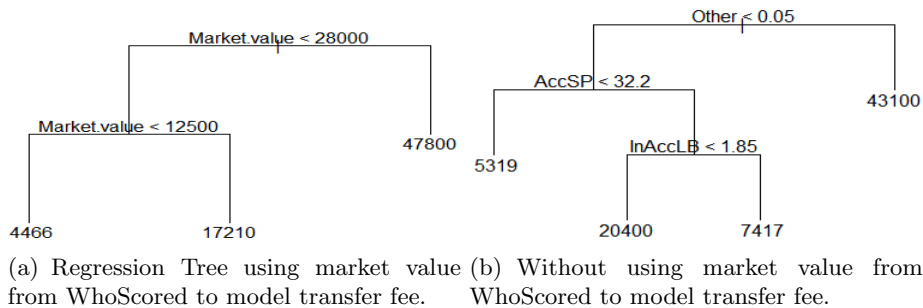 Market.value < 28000
Market.value < 12500
47800
4466
17210
Other < 0.05
AccSP < 32.2
43100
5319
InAccLB < 1.85
20400
7417
(a) Regression Tree using market value
from WhoScored to model transfer fee.
(b) Without using market value from
WhoScored to model transfer fee.